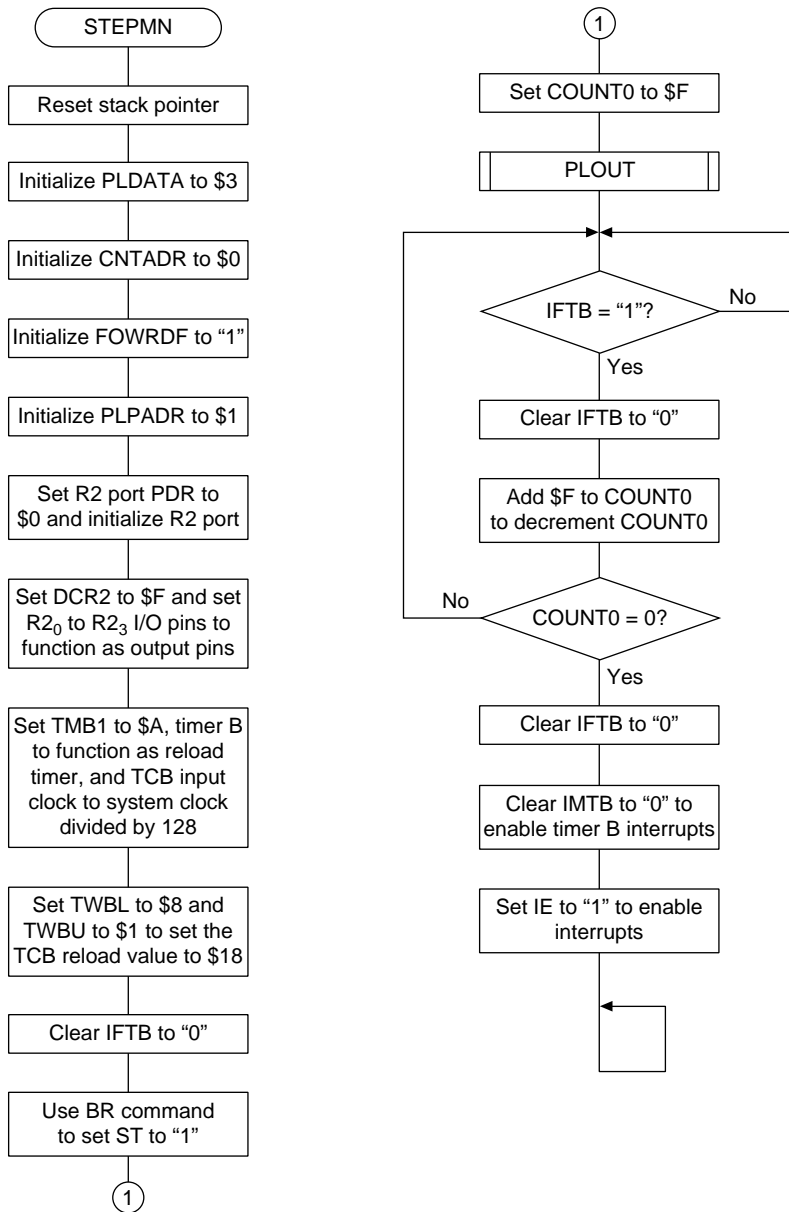 STEPMN
Reset stack pointer
Initialize PLDATA to $3
Initialize CNTADR to $0
Initialize FOWRDF to “1”
Initialize PLPADR to $1
Set R2 port PDR to
$0 and initialize R2 port
Set DCR2 to $F and set
R2₀ to R2₃ I/O pins to
function as output pins
Set TMB1 to $A, timer B
to function as reload
timer, and TCB input
clock to system clock
divided by 128
Set TWBL to $8 and
TWBU to $1 to set the
TCB reload value to $18
Clear IFTB to “0”
Use BR command
to set ST to “1”
1
1
Set COUNT0 to $F
PLOUT
IFTB = “1”?
No
Yes
Clear IFTB to “0”
Add $F to COUNT0
to decrement COUNT0
No
COUNT0 = 0?
Yes
Clear IFTB to “0”
Clear IMTB to “0” to
enable timer B interrupts
Set IE to “1” to enable
interrupts